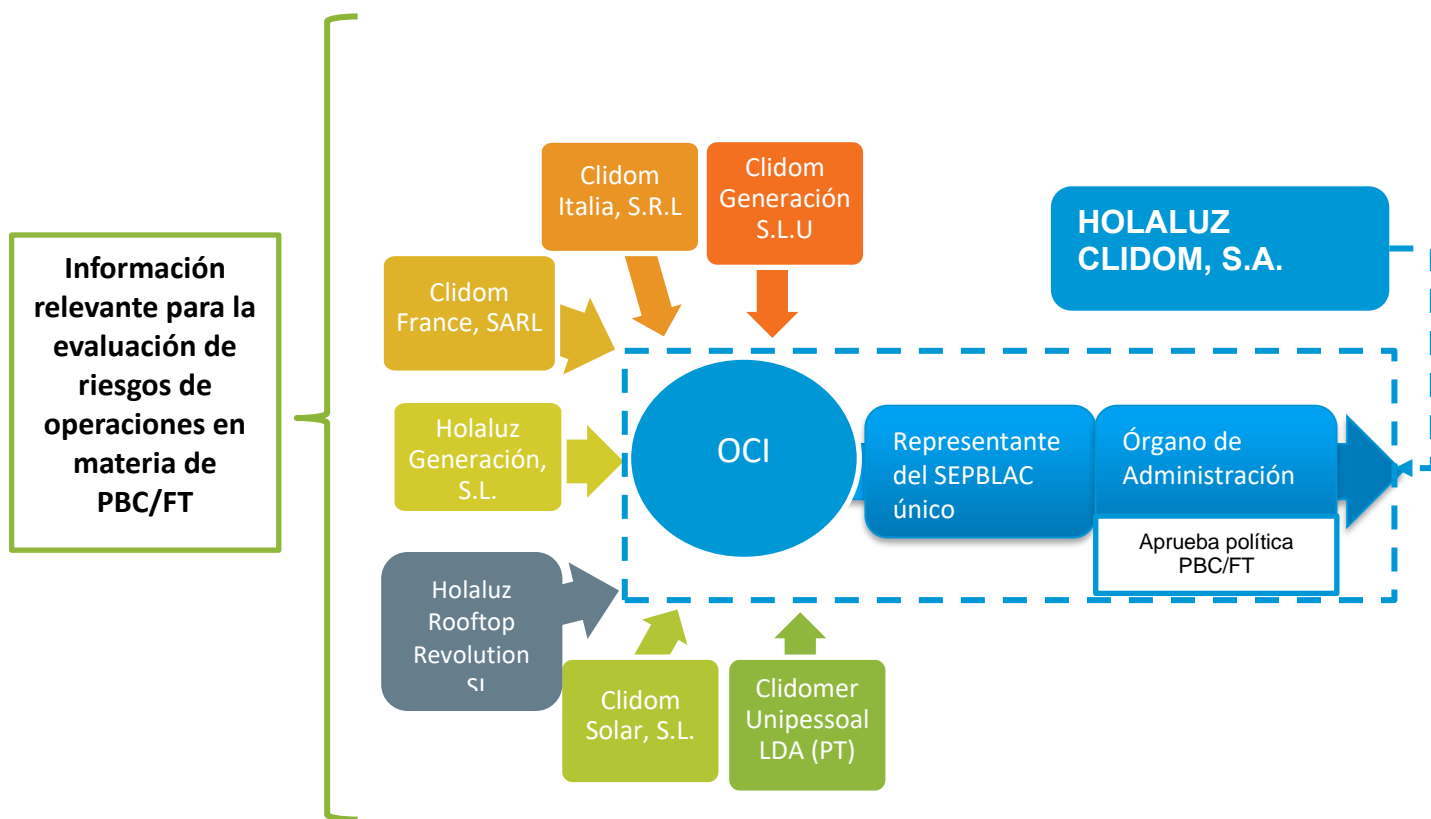 Información
relevante para la
evaluación de
riesgos de
operaciones en
materia de
PBC/FT
Clidom
Italia, S.R.L
Clidom
Generación
S.L.U
HOLALUZ
CLIDOM, S.A.
Clidom
France, SARL
Holaluz
Generación,
S.L.
OCI
Representante
del SEPBLAC
único
Órgano de
Administración
Aprueba política
PBC/FT
Holaluz
Rooftop
Revolution
SL
Clidom
Solar, S.L.
Clidomer
Unipessoal
LDA (PT)